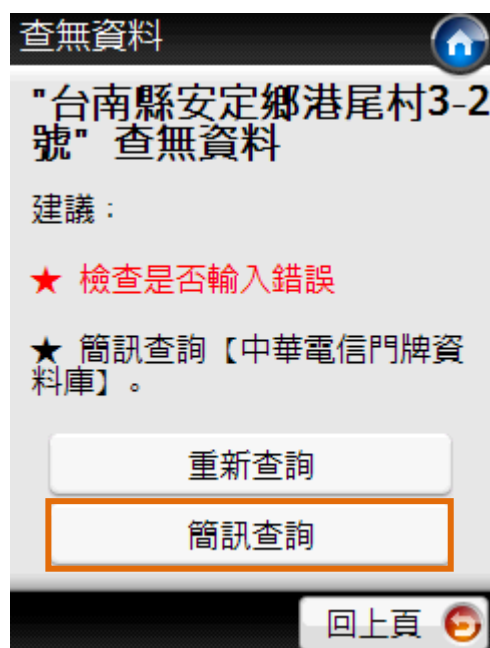 查無資料
"台南縣安定鄉港尾村3-2
號" 查無資料
建議：
★ 檢查是否輸入錯誤
★ 簡訊查詢【中華電信門牌資
料庫】。
重新查詢
簡訊查詢
回上頁